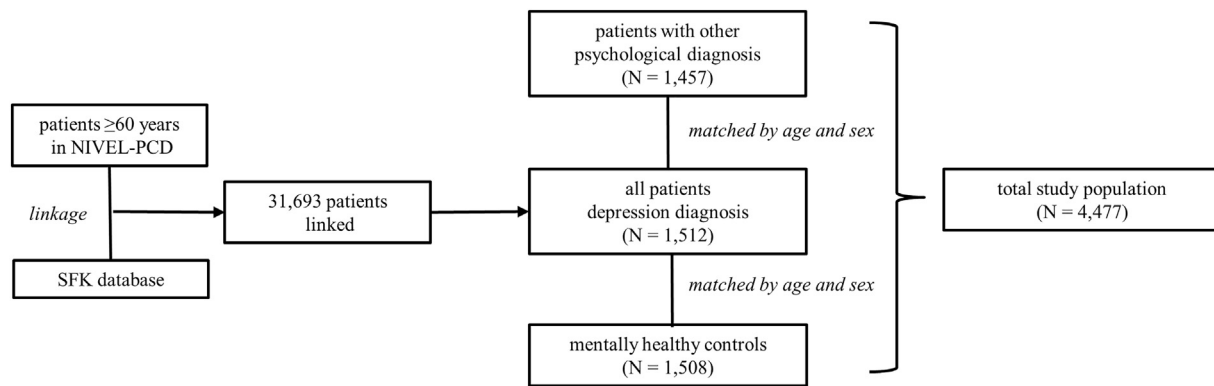 patients ≥60 years
in NIVEL-PCD
linkage
SFK database
31,693 patients
linked
patients with other
psychological diagnosis
(N = 1,457)
matched by age and sex
all patients
depression diagnosis
(N = 1,512)
matched by age and sex
mentally healthy controls
(N = 1,508)
total study population
(N = 4,477)